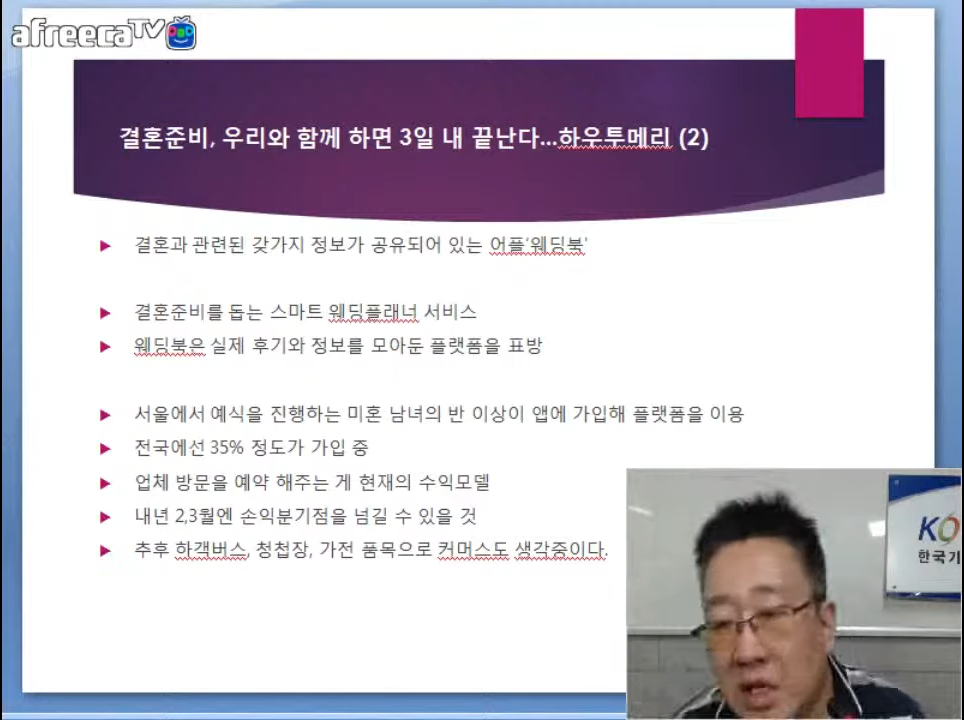 afreecaTV
결혼준비, 우리와 함께 하면 3일 내 끝난다...하우투메리 (2)
결혼과 관련된 갖가지 정보가 공유되어 있는 어플'웨딩북'
결혼준비를 돕는 스마트 웨딩플래너 서비스
웨딩북은 실제 후기와 정보를 모아둔 플랫폼을 표방
서울에서 예식을 진행하는 미혼 남녀의 반 이상이 앱에 가입해 플랫폼을 이용
전국에선 35% 정도가 가입 중
업체 방문을 예약 해주는 게 현재의 수익모델
내년 2,3월엔 손익분기점을 넘길 수 있을 것
추후 하객버스, 청첩장, 가전 품목으로 커머스도 생각중이다.
KO
한국기